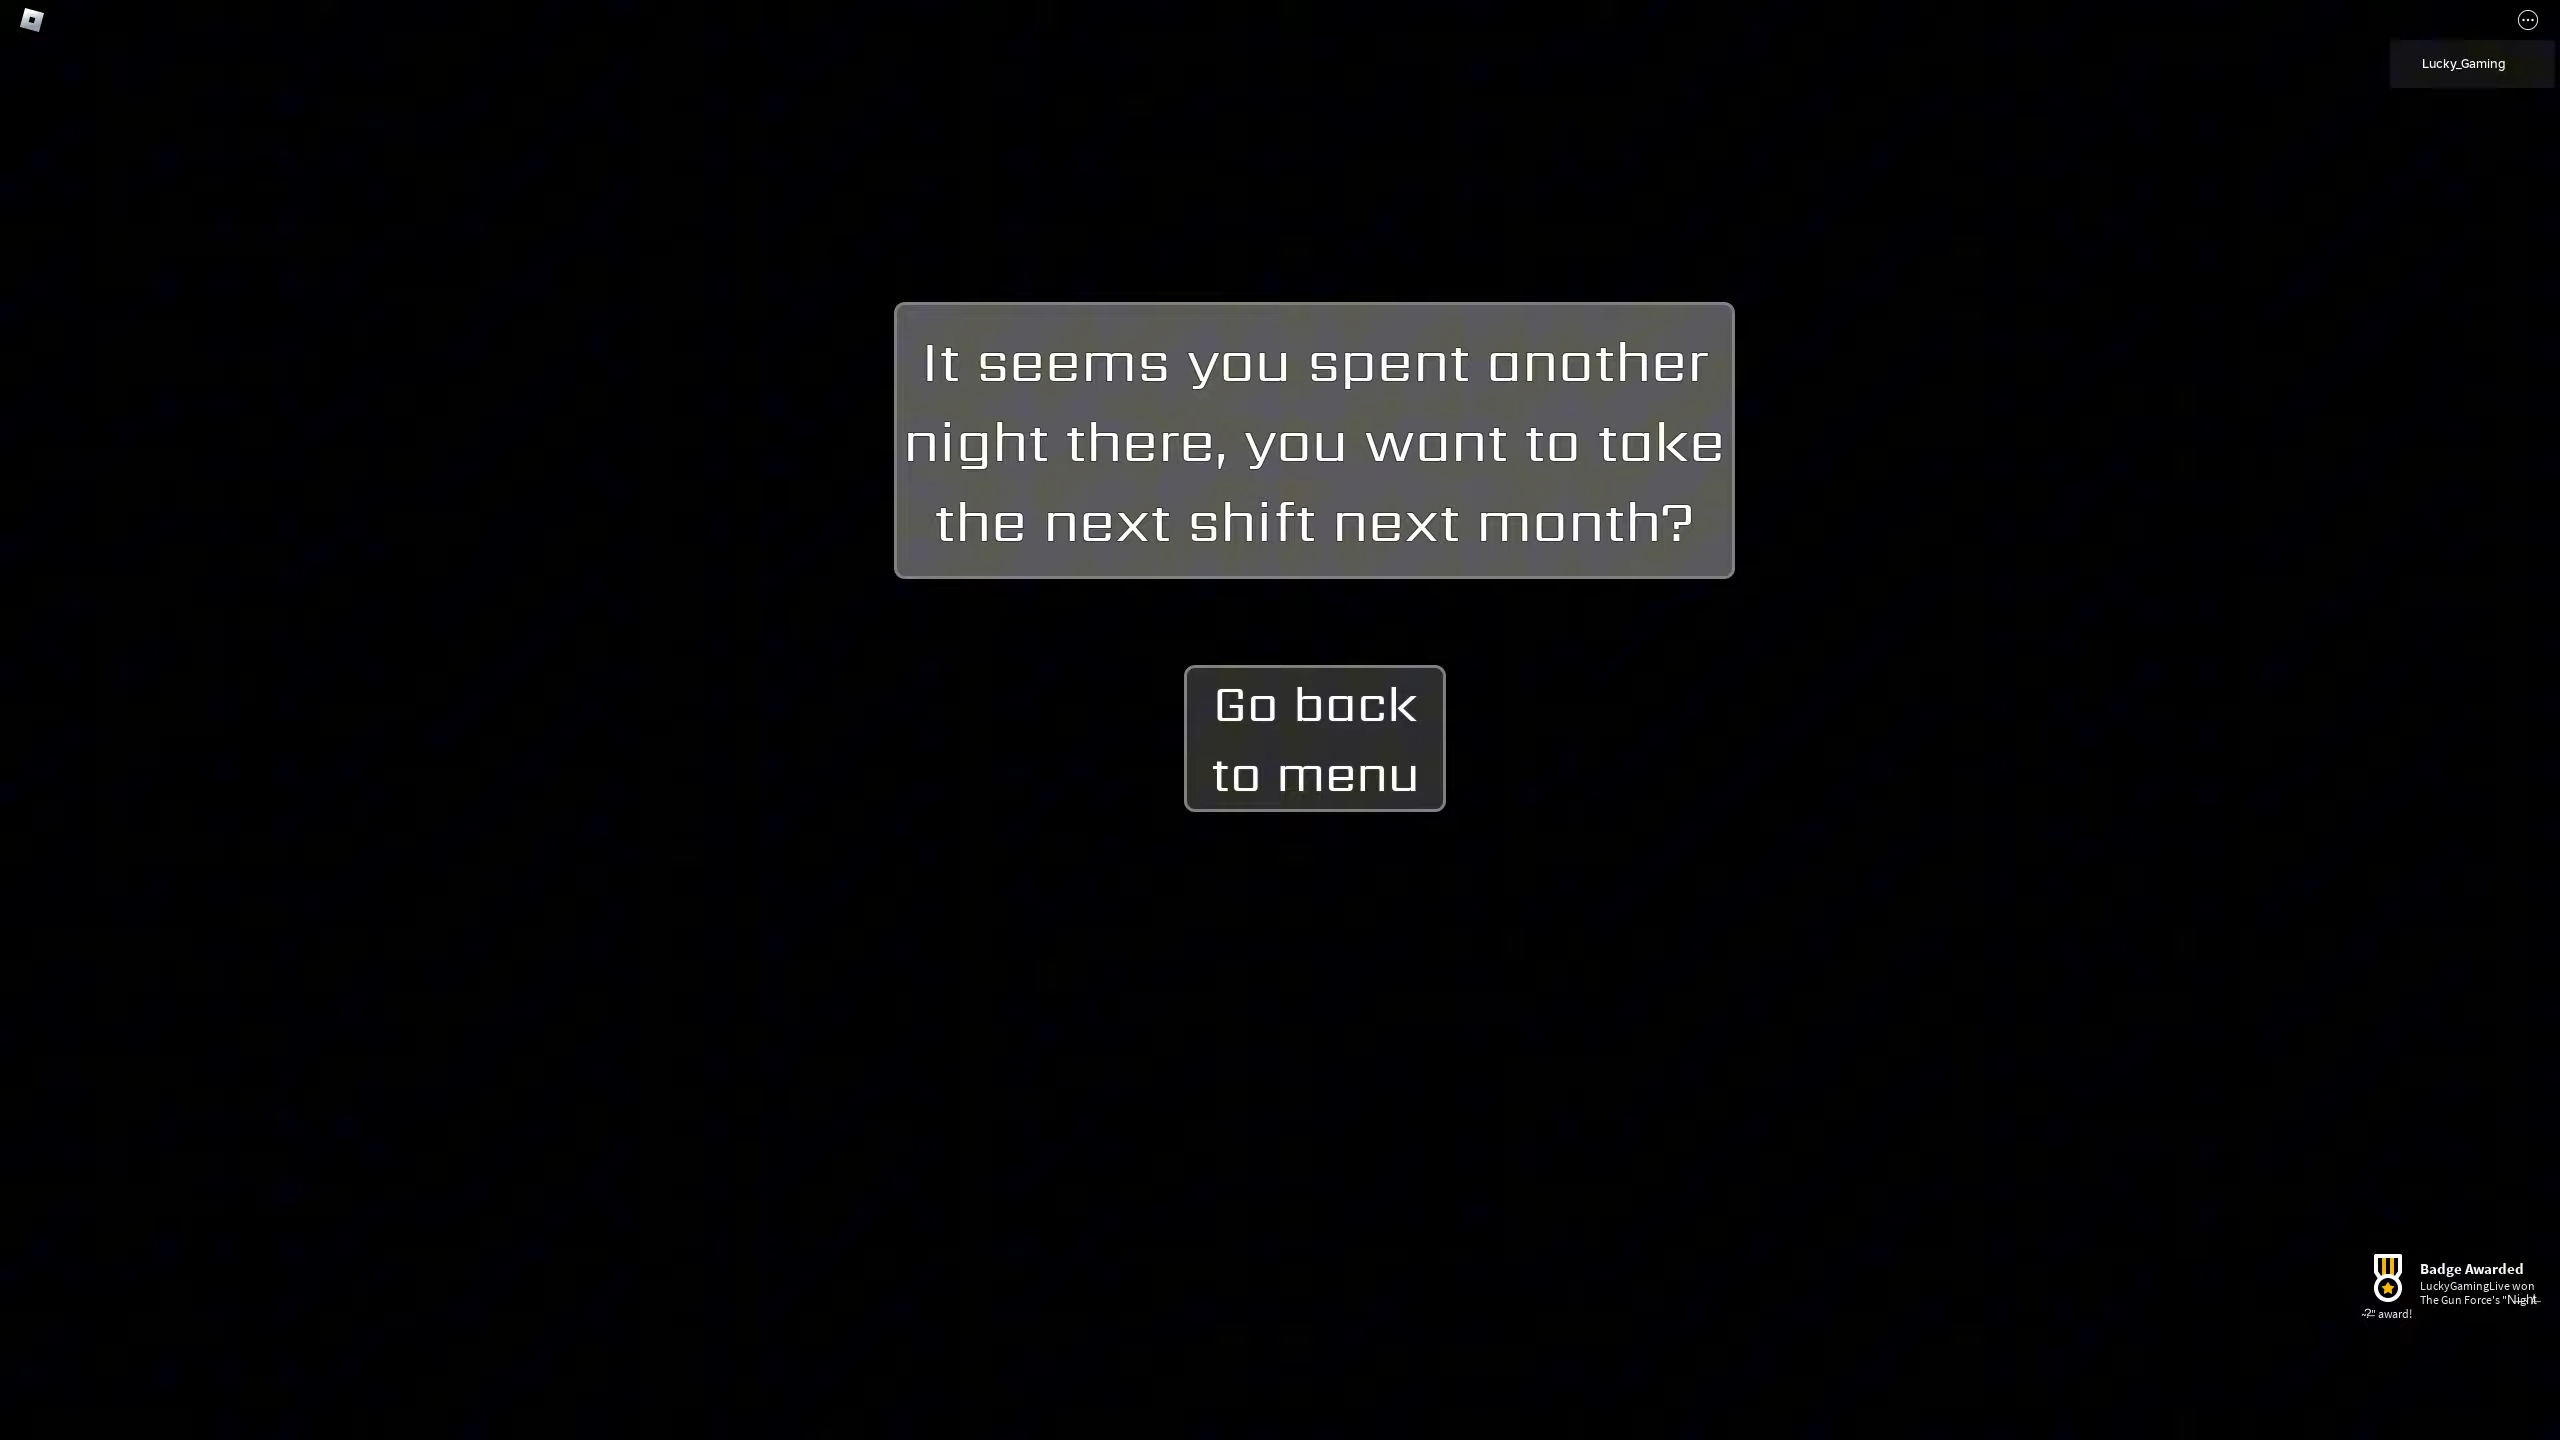 Lucky_Gaming
It seems you spent another
night there, you want to take
the next shift next month?
Go back
to menu
Badge Awarded
LuckyGamingLive won
The Gun Force's "Night
award!